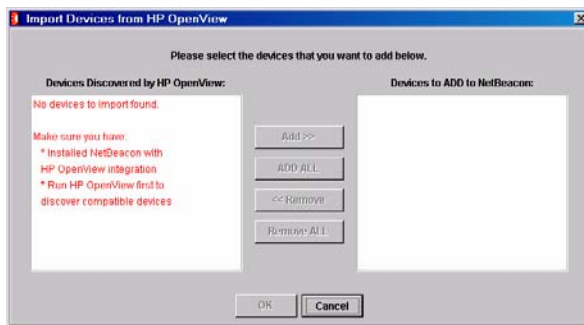 Import Devices from HP OpenView
Please select the devices that you want to add below.
Devices Discovered by HP OpenView:
Devices to ADD to NetBeacon:
No devices to import found.
Make sure you have:
* Installed NetBeacon with
HP OpenView integration
* Run HP OpenView first to
discover compatible devices
Add >>
ADD ALL
<< Remove
Remove ALL
OK
Cancel